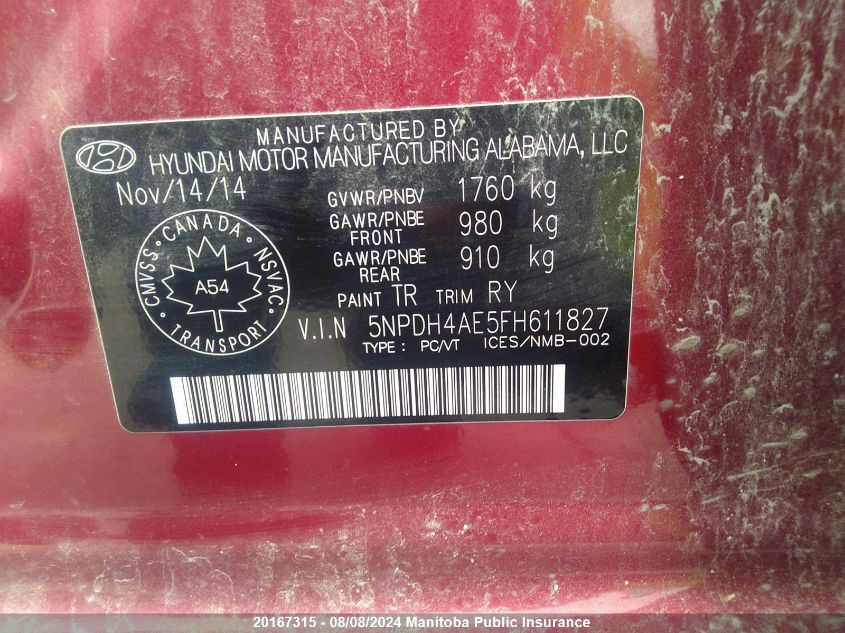 MANUFACTURED BY
HYUNDAI MOTOR MANUFACTURING ALABAMA, LLC
Nov/14/14
GVWR/PNBV 1760 kg
GAWR/PNBE FRONT 980 kg
GAWR/PNBE REAR 910 kg
PAINT TR TRIM RY
CMVSS · CANADA · NSVAC · TRANSPORT ·
A54
V.I.N 5NPDH4AE5FH611827
TYPE : PC/VT ICES/NMB-002
20167315 - 08/08/2024 Manitoba Public Insurance